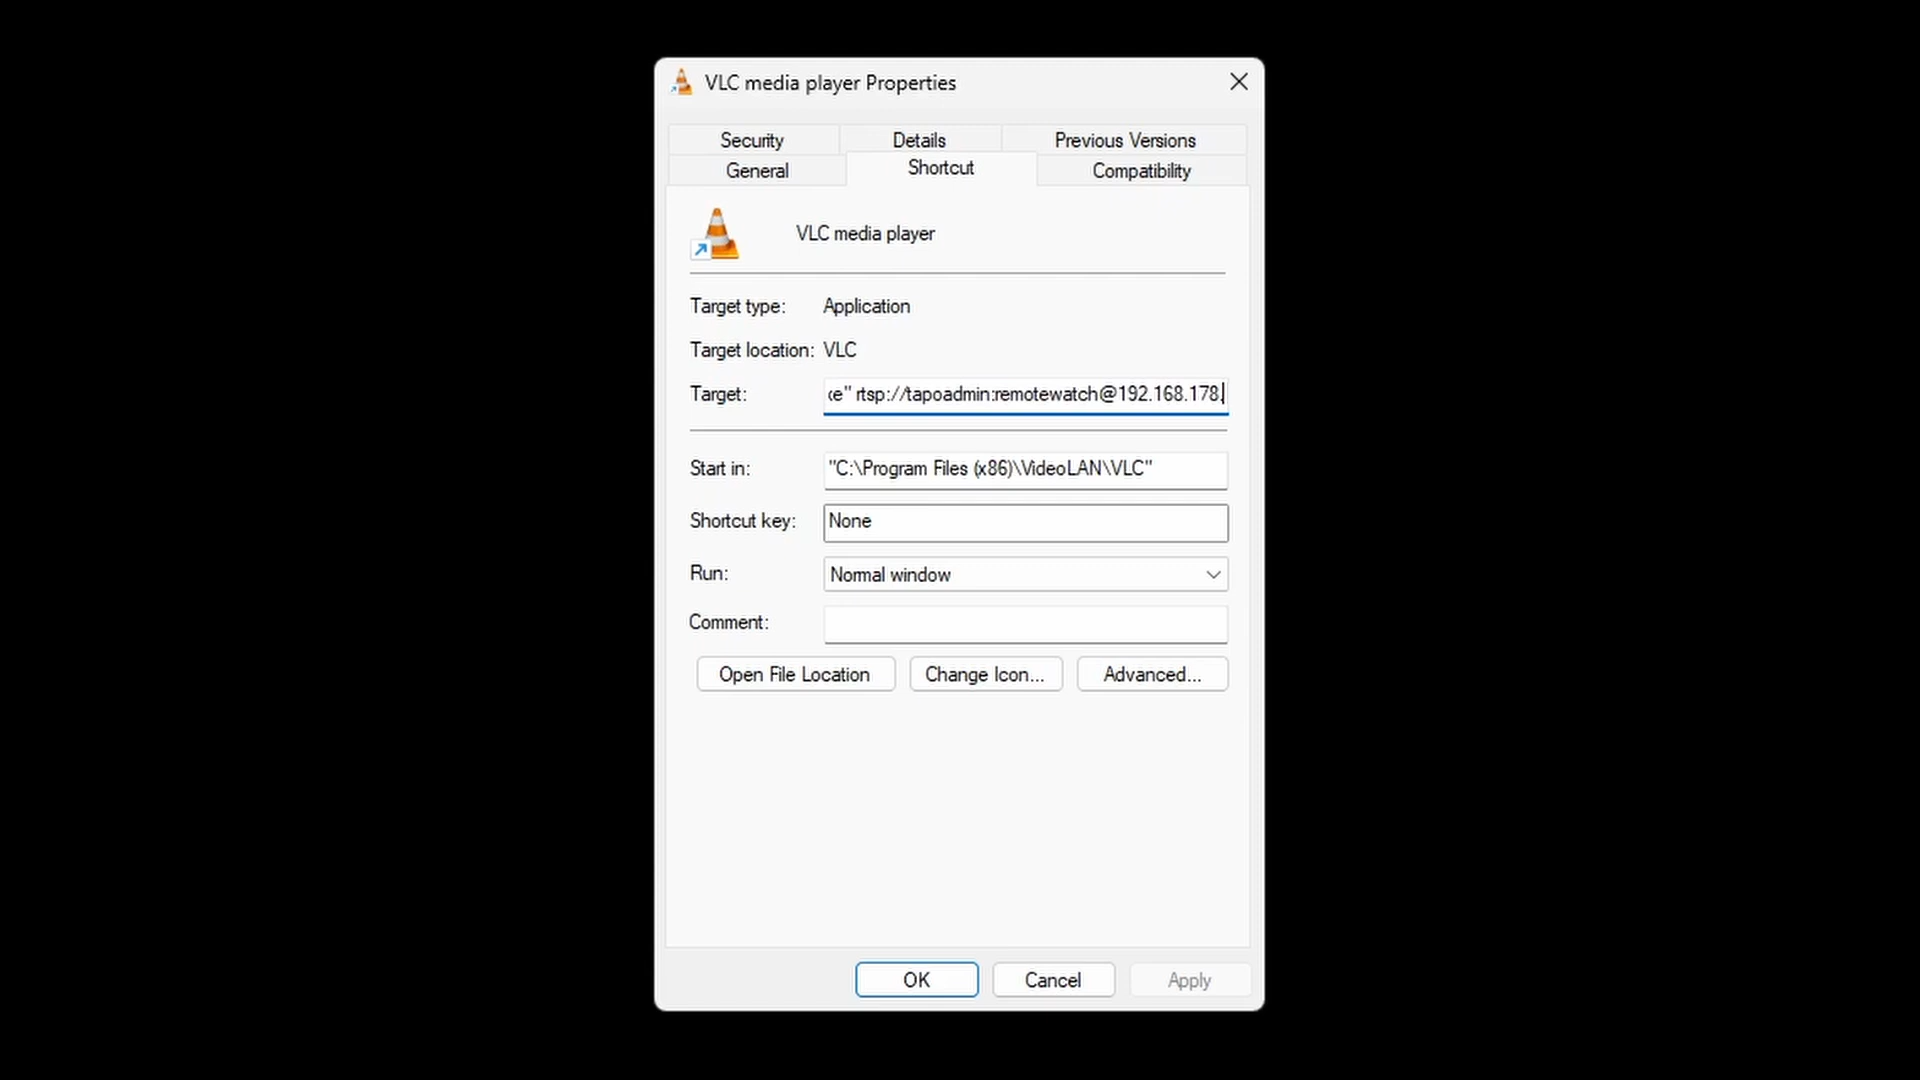 VLC media player Properties
Security Details Previous Versions
General Shortcut Compatibility
VLC media player
Target type: Application
Target location: VLC
Target: e" rtsp://tapoadmin:remotewatch@192.168.178.
Start in: "C:\Program Files (x86)\VideoLAN\VLC"
Shortcut key: None
Run: Normal window
Comment:
Open File Location Change Icon... Advanced...
OK Cancel Apply